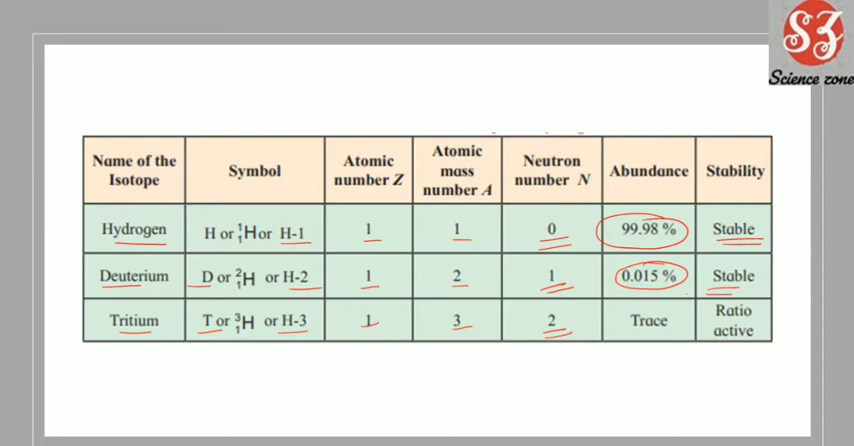 SZ
Science zone
Name of the Isotope | Symbol | Atomic number Z | Atomic mass number A | Neutron number N | Abundance | Stability
Hydrogen | H or ¹₁H or H-1 | 1 | 1 | 0 | 99.98 % | Stable
Deuterium | D or ²₁H or H-2 | 1 | 2 | 1 | 0.015 % | Stable
Tritium | T or ³₁H or H-3 | 1 | 3 | 2 | Trace | Ratio active